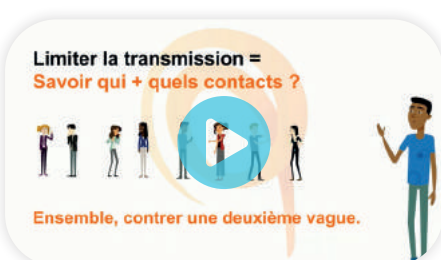 Limiter la transmission =
Savoir qui + quels contacts ?
Ensemble, contrer une deuxième vague.